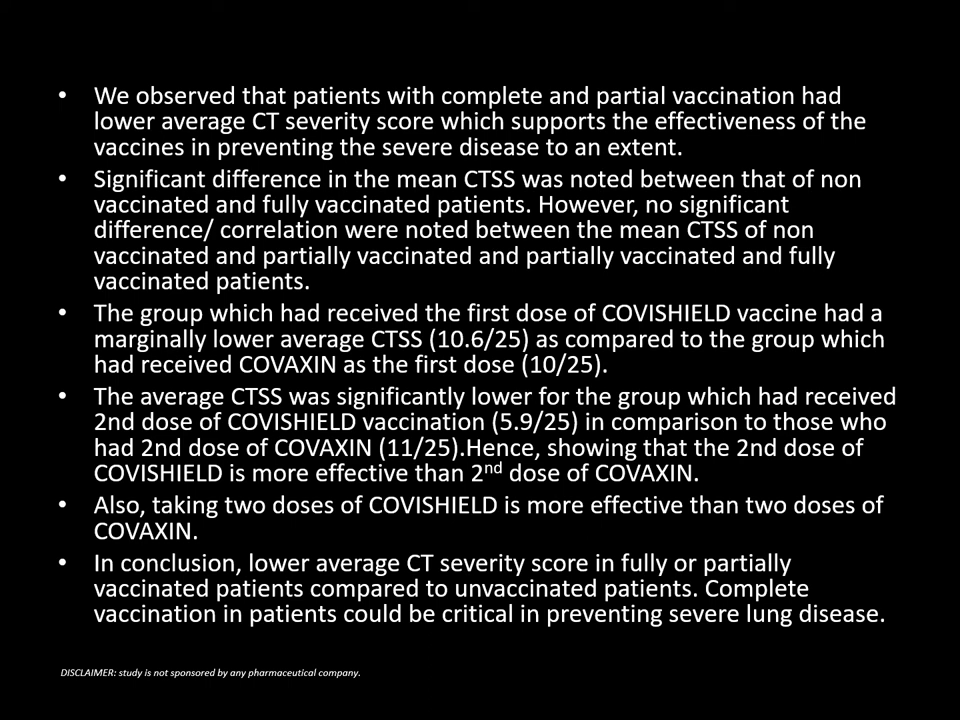 • We observed that patients with complete and partial vaccination had
lower average CT severity score which supports the effectiveness of the
vaccines in preventing the severe disease to an extent.
• Significant difference in the mean CTSS was noted between that of non
vaccinated and fully vaccinated patients. However, no significant
difference/ correlation were noted between the mean CTSS of non
vaccinated and partially vaccinated and partially vaccinated and fully
vaccinated patients.
• The group which had received the first dose of COVISHIELD vaccine had a
marginally lower average CTSS (10.6/25) as compared to the group which
had received COVAXIN as the first dose (10/25).
• The average CTSS was significantly lower for the group which had received
2nd dose of COVISHIELD vaccination (5.9/25) in comparison to those who
had 2nd dose of COVAXIN (11/25).Hence, showing that the 2nd dose of
COVISHIELD is more effective than 2nd dose of COVAXIN.
• Also, taking two doses of COVISHIELD is more effective than two doses of
COVAXIN.
• In conclusion, lower average CT severity score in fully or partially
vaccinated patients compared to unvaccinated patients. Complete
vaccination in patients could be critical in preventing severe lung disease.
DISCLAIMER: study is not sponsored by any pharmaceutical company.